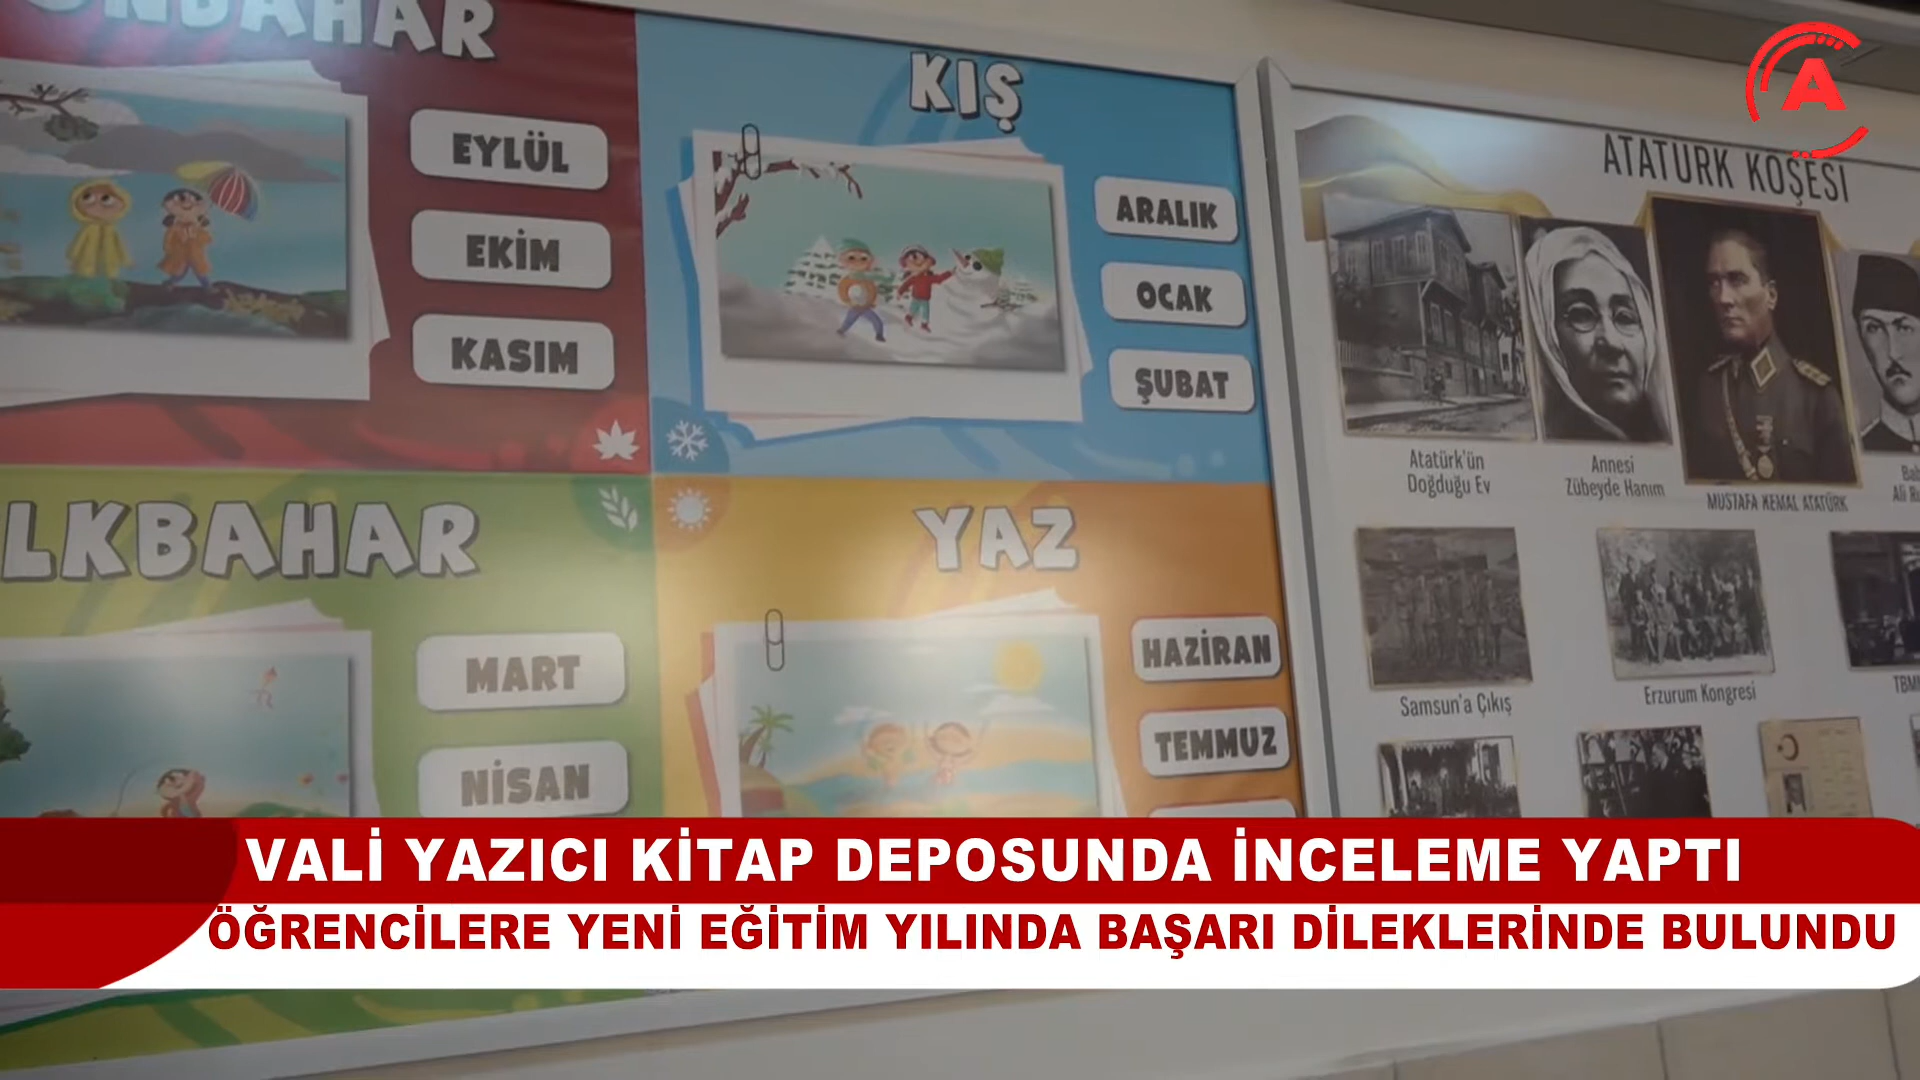 KIŞ
EYLÜL
EKİM
KASIM
ARALIK
OCAK
ŞUBAT
YAZ
MART
NİSAN
HAZİRAN
TEMMUZ
ATATÜRK KÖŞESİ
Atatürk'ün
Doğduğu Ev
Annesi
Zübeyde Hanım
MUSTAFA KEMAL ATATÜRK
Samsun'a Çıkış
Erzurum Kongresi
A
VALİ YAZICI KİTAP DEPOSUNDA İNCELEME YAPTI
ÖĞRENCİLERE YENİ EĞİTİM YILINDA BAŞARI DİLEKLERİNDE BULUNDU